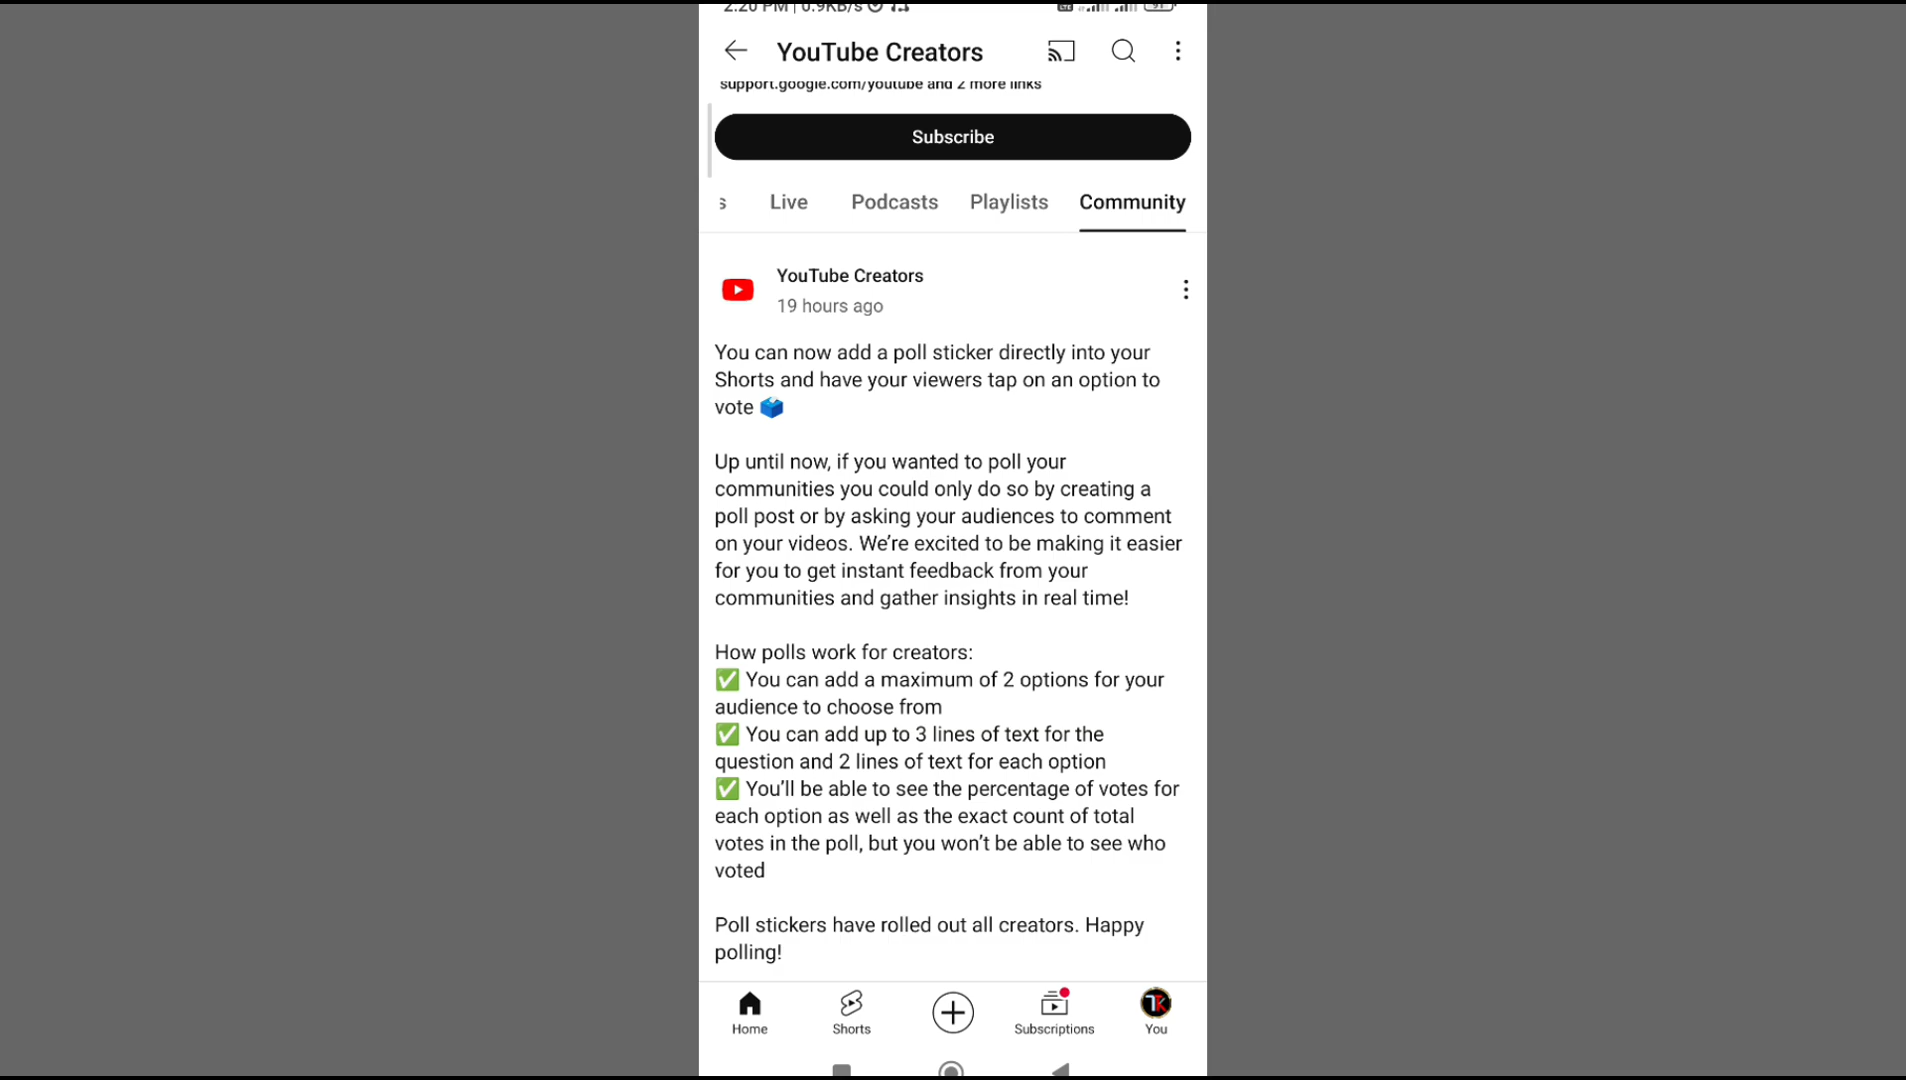 2:20 PM | 0.9KB/s
91
YouTube Creators
support.google.com/youtube and 2 more links
Subscribe
s Live Podcasts Playlists Community
YouTube Creators
19 hours ago
You can now add a poll sticker directly into your
Shorts and have your viewers tap on an option to
vote 🗳️
Up until now, if you wanted to poll your
communities you could only do so by creating a
poll post or by asking your audiences to comment
on your videos. We’re excited to be making it easier
for you to get instant feedback from your
communities and gather insights in real time!
How polls work for creators:
✅ You can add a maximum of 2 options for your
audience to choose from
✅ You can add up to 3 lines of text for the
question and 2 lines of text for each option
✅ You’ll be able to see the percentage of votes for
each option as well as the exact count of total
votes in the poll, but you won’t be able to see who
voted
Poll stickers have rolled out all creators. Happy
polling!
Home Shorts Subscriptions You